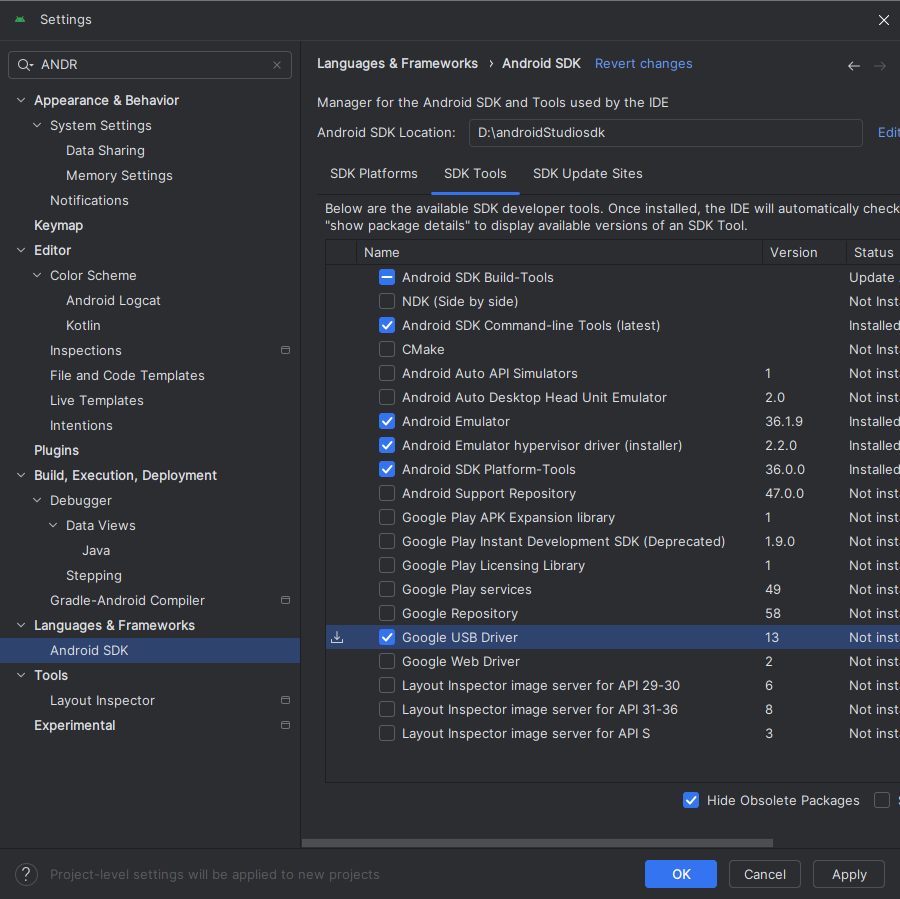 Settings
ANDR
Appearance & Behavior
System Settings
Data Sharing
Memory Settings
Notifications
Keymap
Editor
Color Scheme
Android Logcat
Kotlin
Inspections
File and Code Templates
Live Templates
Intentions
Plugins
Build, Execution, Deployment
Debugger
Data Views
Java
Stepping
Gradle-Android Compiler
Languages & Frameworks
Android SDK
Tools
Layout Inspector
Experimental
Languages & Frameworks › Android SDK Revert changes
Manager for the Android SDK and Tools used by the IDE
Android SDK Location: D:\androidStudiosdk Edit
SDK Platforms SDK Tools SDK Update Sites
Below are the available SDK developer tools. Once installed, the IDE will automatically check
"show package details" to display available versions of an SDK Tool.
Name Version Status
Android SDK Build-Tools Update
NDK (Side by side) Not Inst
Android SDK Command-line Tools (latest) Installed
CMake Not Inst
Android Auto API Simulators 1 Not inst
Android Auto Desktop Head Unit Emulator 2.0 Not inst
Android Emulator 36.1.9 Installed
Android Emulator hypervisor driver (installer) 2.2.0 Installed
Android SDK Platform-Tools 36.0.0 Installed
Android Support Repository 47.0.0 Not inst
Google Play APK Expansion library 1 Not inst
Google Play Instant Development SDK (Deprecated) 1.9.0 Not inst
Google Play Licensing Library 1 Not inst
Google Play services 49 Not inst
Google Repository 58 Not inst
Google USB Driver 13 Not inst
Google Web Driver 2 Not inst
Layout Inspector image server for API 29-30 6 Not inst
Layout Inspector image server for API 31-36 8 Not inst
Layout Inspector image server for API S 3 Not inst
Hide Obsolete Packages
? Project-level settings will be applied to new projects
OK Cancel Apply